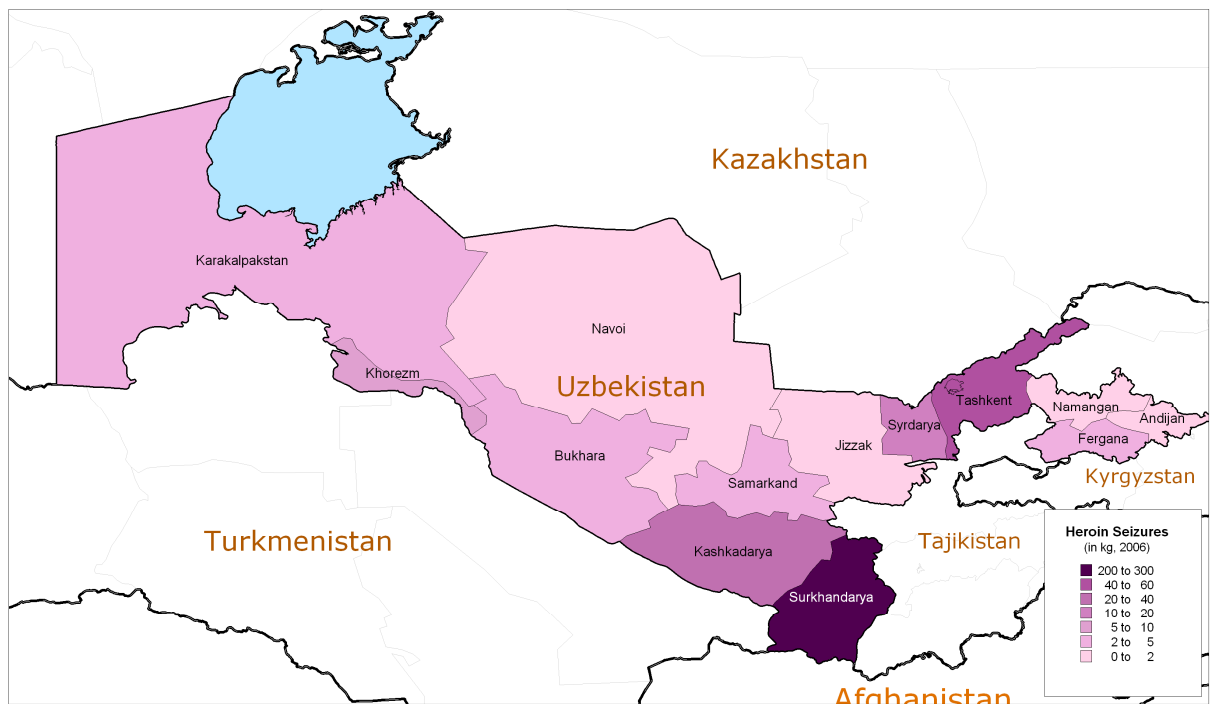 Kazakhstan
Karakalpakstan
Navoi
Khorezm
Uzbekistan
Tashkent
Namangan
Andijan
Syrdarya
Fergana
Jizzak
Bukhara
Samarkand
Kyrgyzstan
Turkmenistan
Kashkadarya
Tajikistan
Surkhandarya
Afghanistan
Heroin Seizures
(in kg, 2006)
200 to 300
40 to 60
20 to 40
10 to 20
5 to 10
2 to 5
0 to 2